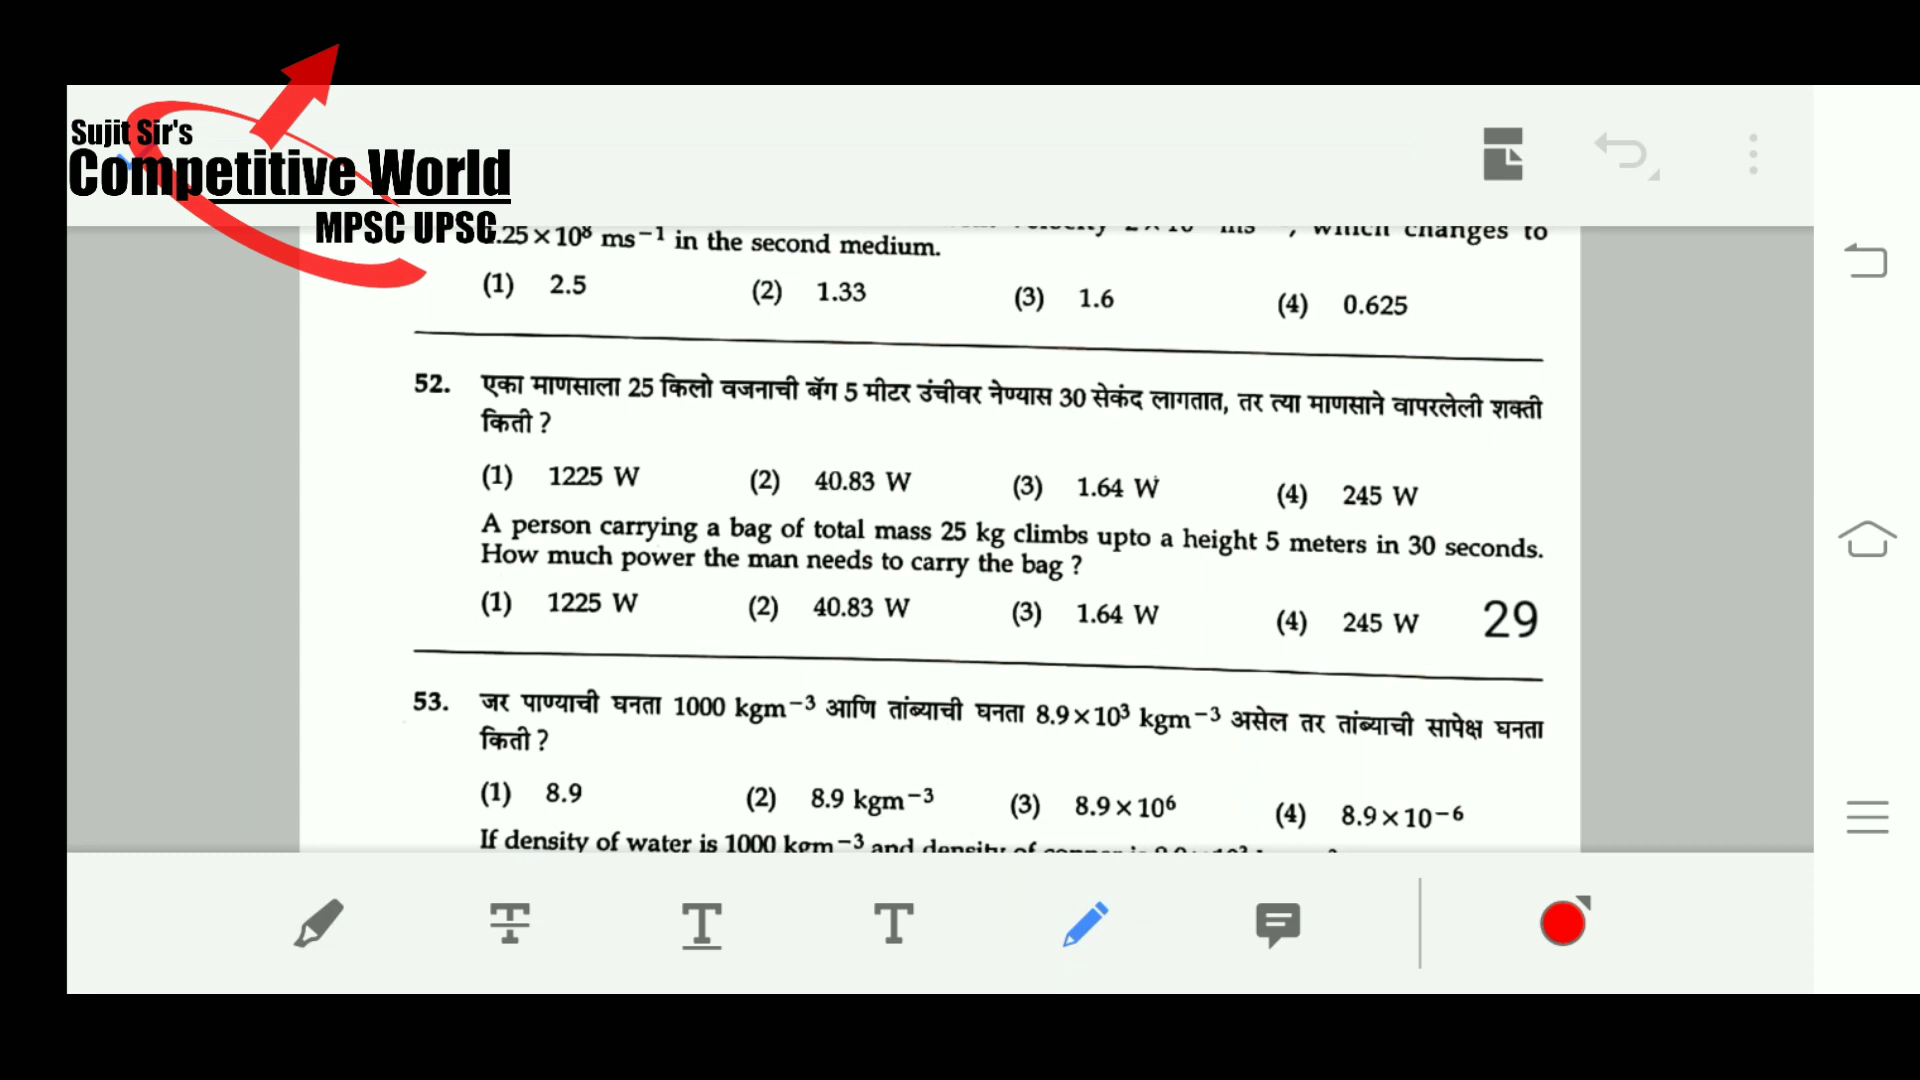 Sujit Sir's
Competitive World
MPSC UPSC
.25×10⁸ ms⁻¹ in the second medium.
which changes to
(1) 2.5 (2) 1.33 (3) 1.6 (4) 0.625
52. एका माणसाला 25 किलो वजनाची बॅग 5 मीटर उंचीवर नेण्यास 30 सेकंद लागतात, तर त्या माणसाने वापरलेली शक्ती
किती ?
(1) 1225 W (2) 40.83 W (3) 1.64 W (4) 245 W
A person carrying a bag of total mass 25 kg climbs upto a height 5 meters in 30 seconds.
How much power the man needs to carry the bag ?
(1) 1225 W (2) 40.83 W (3) 1.64 W (4) 245 W
29
53. जर पाण्याची घनता 1000 kgm⁻³ आणि तांब्याची घनता 8.9×10³ kgm⁻³ असेल तर तांब्याची सापेक्ष घनता
किती ?
(1) 8.9 (2) 8.9 kgm⁻³ (3) 8.9×10⁶ (4) 8.9×10⁻⁶
If density of water is 1000 kgm⁻³ and density of